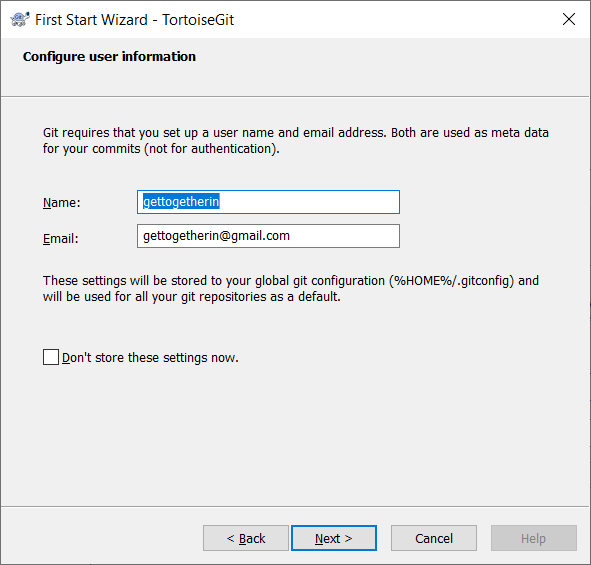 First Start Wizard - TortoiseGit
Configure user information
Git requires that you set up a user name and email address. Both are used as meta data
for your commits (not for authentication).
Name: gettogetherin
Email: gettogetherin@gmail.com
These settings will be stored to your global git configuration (%HOME%/.gitconfig) and
will be used for all your git repositories as a default.
Don't store these settings now.
< Back Next > Cancel Help